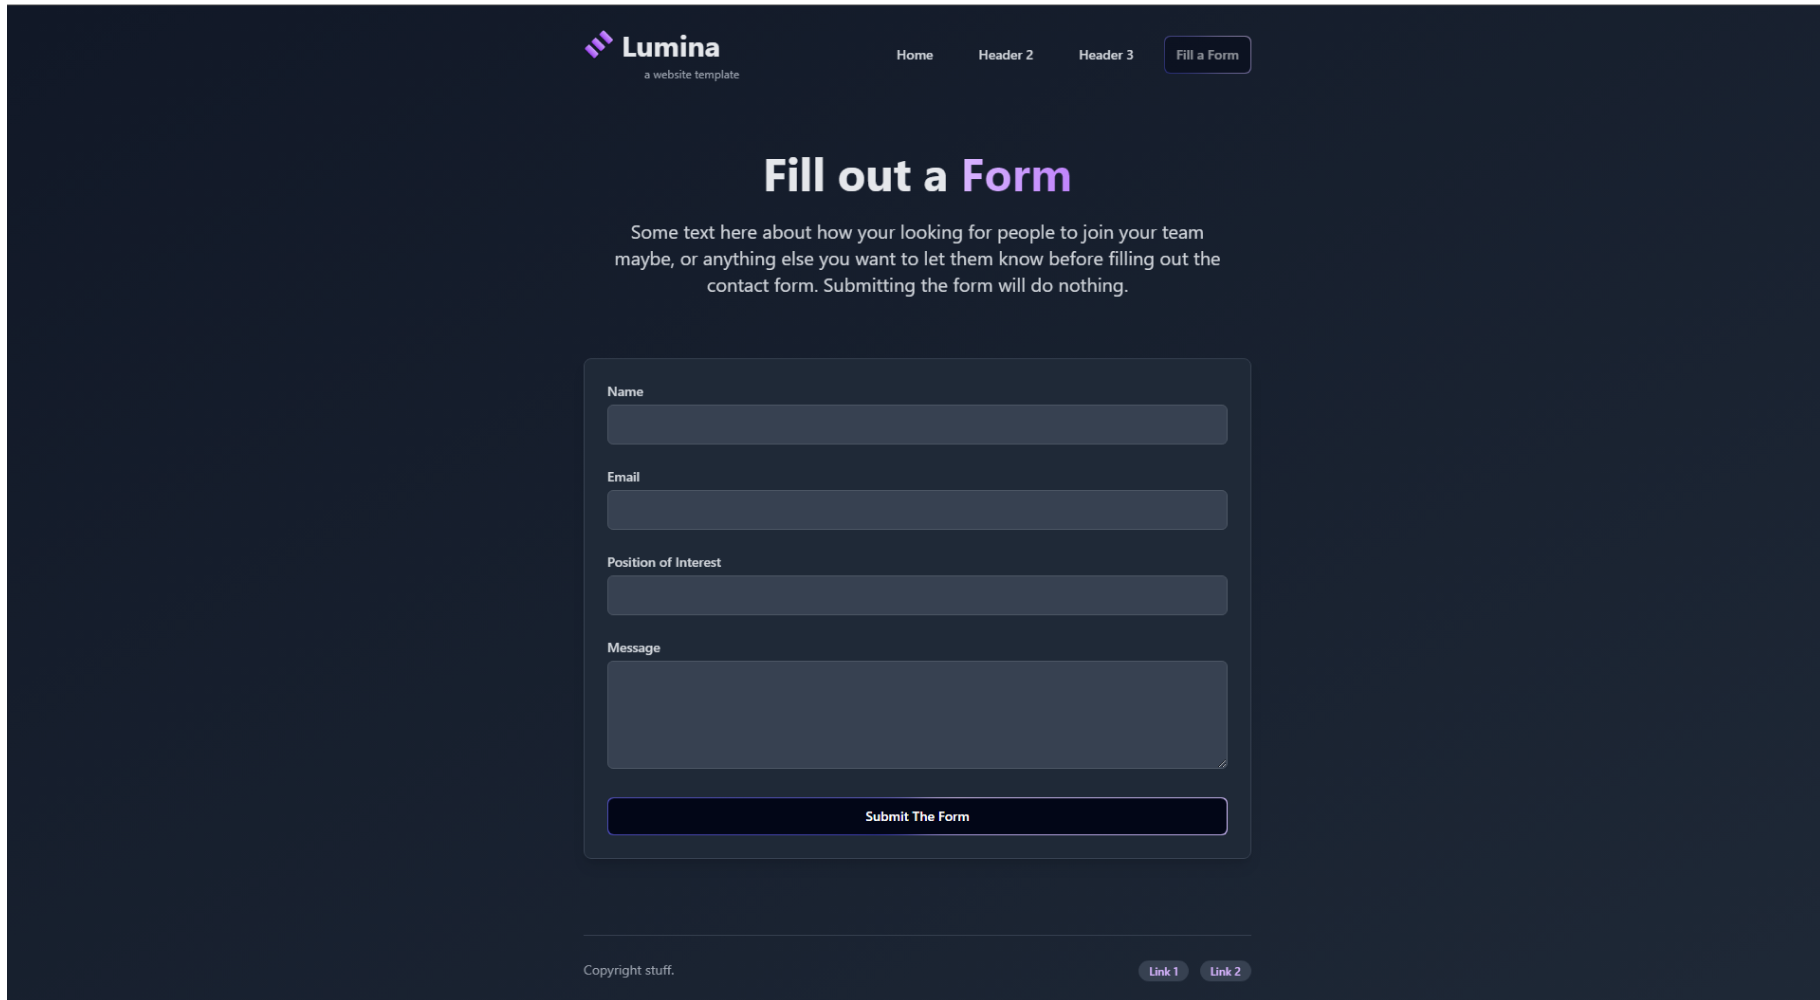 Lumina
a website template
Home
Header 2
Header 3
Fill a Form
Fill out a Form
Some text here about how your looking for people to join your team
maybe, or anything else you want to let them know before filling out the
contact form. Submitting the form will do nothing.
Name
Email
Position of Interest
Message
Submit The Form
Copyright stuff.
Link 1
Link 2